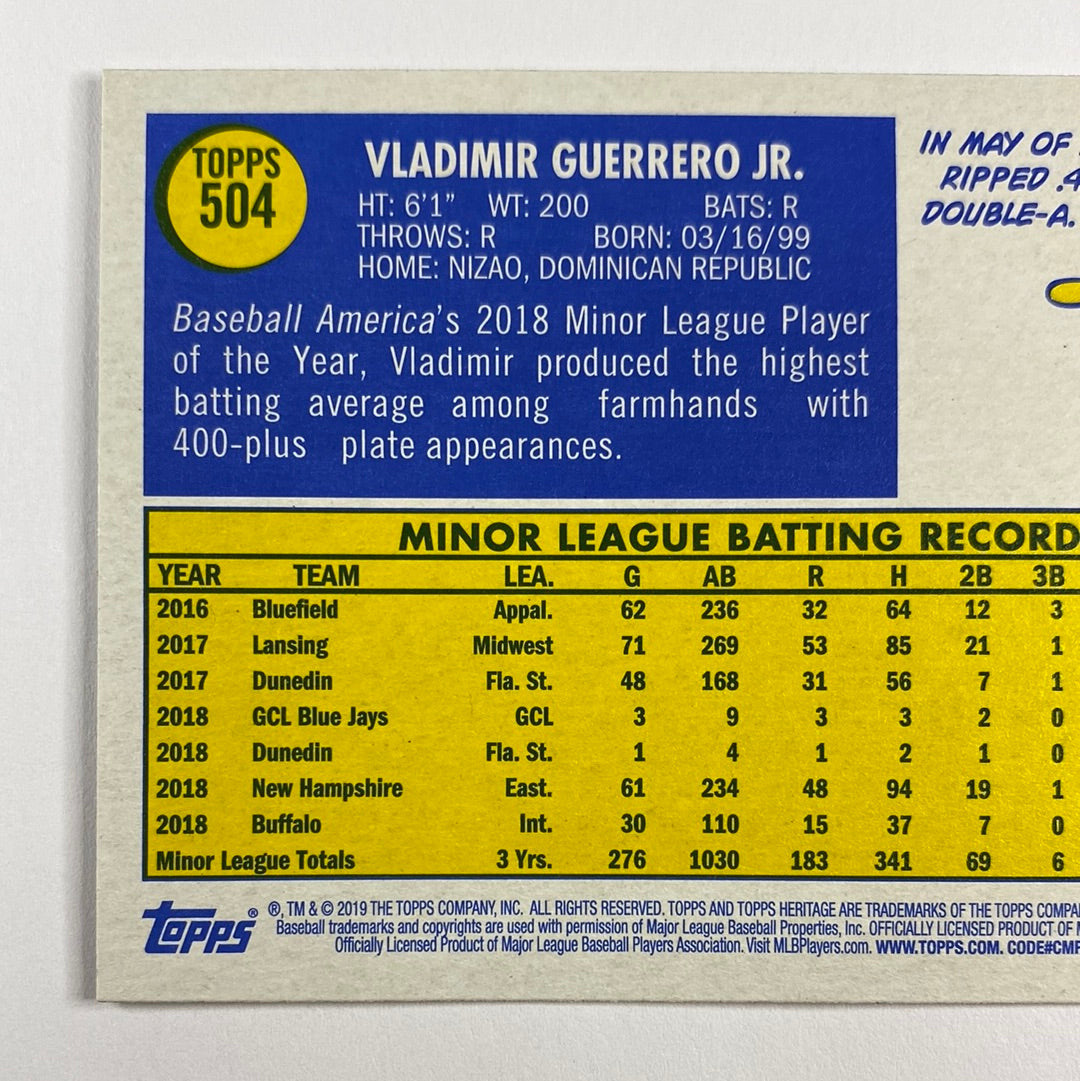 TOPPS
504
VLADIMIR GUERRERO JR.
HT: 6'1" WT: 200 BATS: R
THROWS: R BORN: 03/16/99
HOME: NIZAO, DOMINICAN REPUBLIC
Baseball America's 2018 Minor League Player
of the Year, Vladimir produced the highest
batting average among farmhands with
400-plus plate appearances.
IN MAY OF
RIPPED .4
DOUBLE-A.
MINOR LEAGUE BATTING RECORD
YEAR TEAM LEA. G AB R H 2B 3B
2016 Bluefield Appal. 62 236 32 64 12 3
2017 Lansing Midwest 71 269 53 85 21 1
2017 Dunedin Fla. St. 48 168 31 56 7 1
2018 GCL Blue Jays GCL 3 9 3 3 2 0
2018 Dunedin Fla. St. 1 4 1 2 1 0
2018 New Hampshire East. 61 234 48 94 19 1
2018 Buffalo Int. 30 110 15 37 7 0
Minor League Totals 3 Yrs. 276 1030 183 341 69 6
topps®
®, TM & © 2019 THE TOPPS COMPANY, INC. ALL RIGHTS RESERVED. TOPPS AND TOPPS HERITAGE ARE TRADEMARKS OF THE TOPPS COMPA
Baseball trademarks and copyrights are used with permission of Major League Baseball Properties, Inc. OFFICIALLY LICENSED PRODUCT OF
Officially Licensed Product of Major League Baseball Players Association. Visit MLBPlayers.com. WWW.TOPPS.COM. CODE#CMP